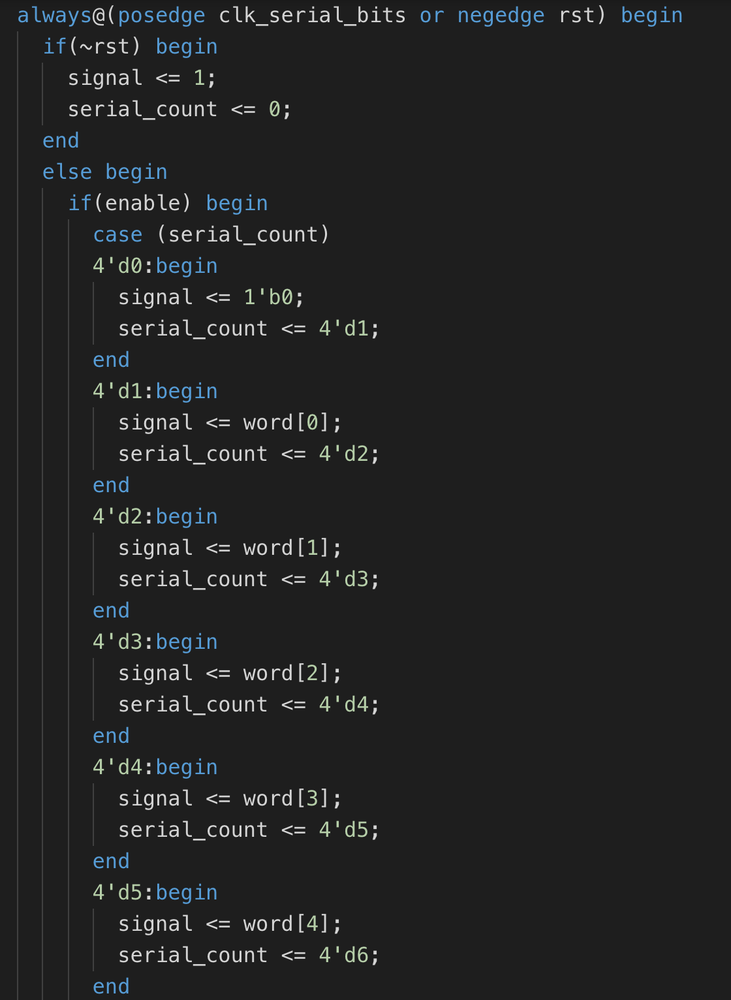 always@(posedge clk_serial_bits or negedge rst) begin
if(~rst) begin
signal <= 1;
serial_count <= 0;
end
else begin
if(enable) begin
case (serial_count)
4'd0:begin
signal <= 1'b0;
serial_count <= 4'd1;
end
4'd1:begin
signal <= word[0];
serial_count <= 4'd2;
end
4'd2:begin
signal <= word[1];
serial_count <= 4'd3;
end
4'd3:begin
signal <= word[2];
serial_count <= 4'd4;
end
4'd4:begin
signal <= word[3];
serial_count <= 4'd5;
end
4'd5:begin
signal <= word[4];
serial_count <= 4'd6;
end